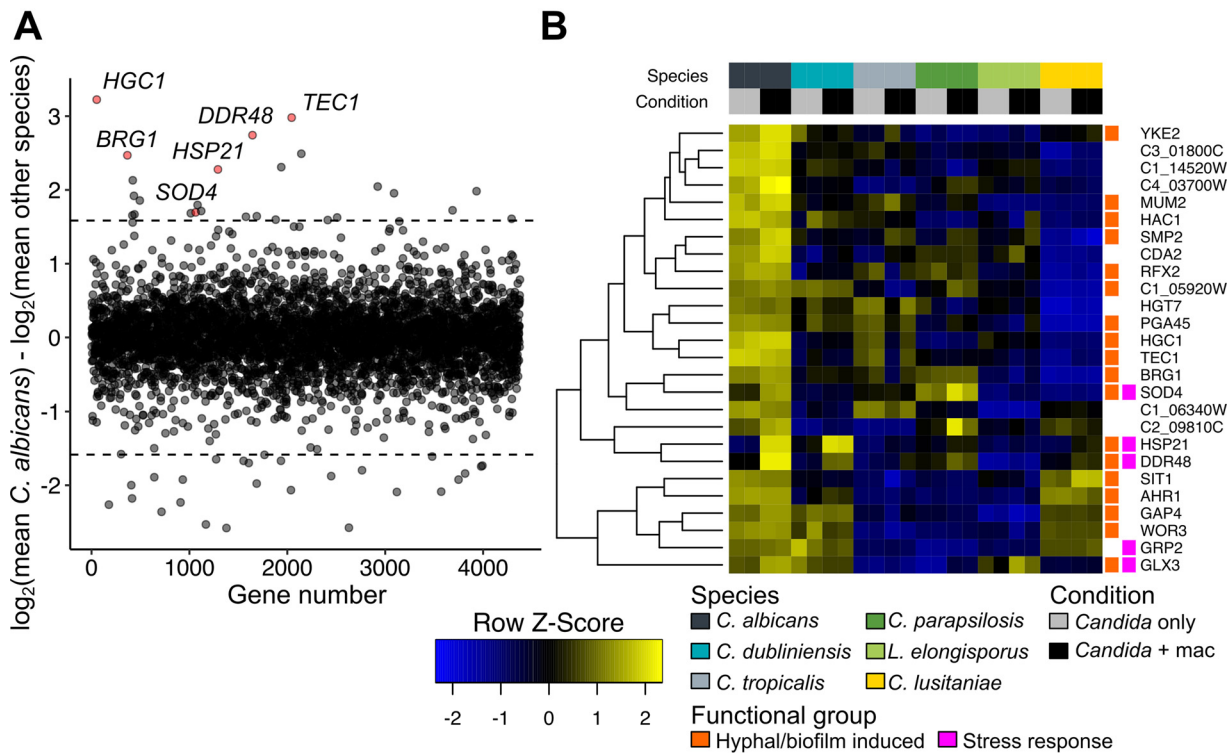 A
log2(mean C. albicans) - log2(mean other species)
3
2
1
0
-1
-2
HGC1
TEC1
DDR48
BRG1
HSP21
SOD4
0 1000 2000 3000 4000
Gene number
B
Species
Condition
YKE2
C3_01800C
C1_14520W
C4_03700W
MUM2
HAC1
SMP2
CDA2
RFX2
C1_05920W
HGT7
PGA45
HGC1
TEC1
BRG1
SOD4
C1_06340W
C2_09810C
HSP21
DDR48
SIT1
AHR1
GAP4
WOR3
GRP2
GLX3
Row Z-Score
-2 -1 0 1 2
Species
C. albicans
C. dubliniensis
C. tropicalis
C. parapsilosis
L. elongisporus
C. lusitaniae
Condition
Candida only
Candida + mac
Functional group
Hyphal/biofilm induced
Stress response